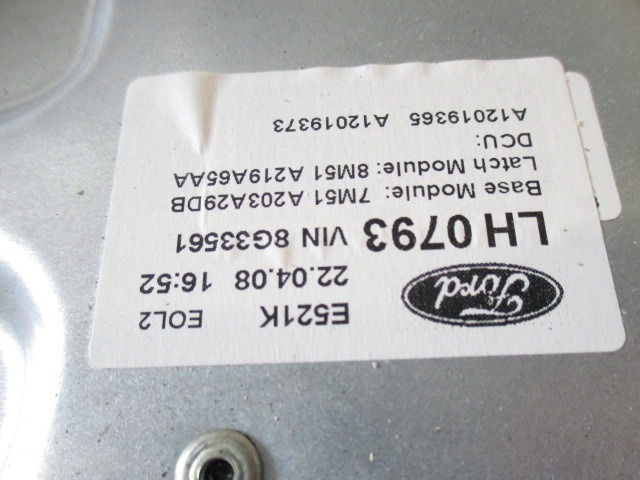 Ford
E521K EOL2
22.04.08 16:52
LH 0793 VIN 8G33561
Base Module: 7M51 A203A29DB
Latch Module: 8M51 A219A65AA
DCU:
A12019365 A12019373